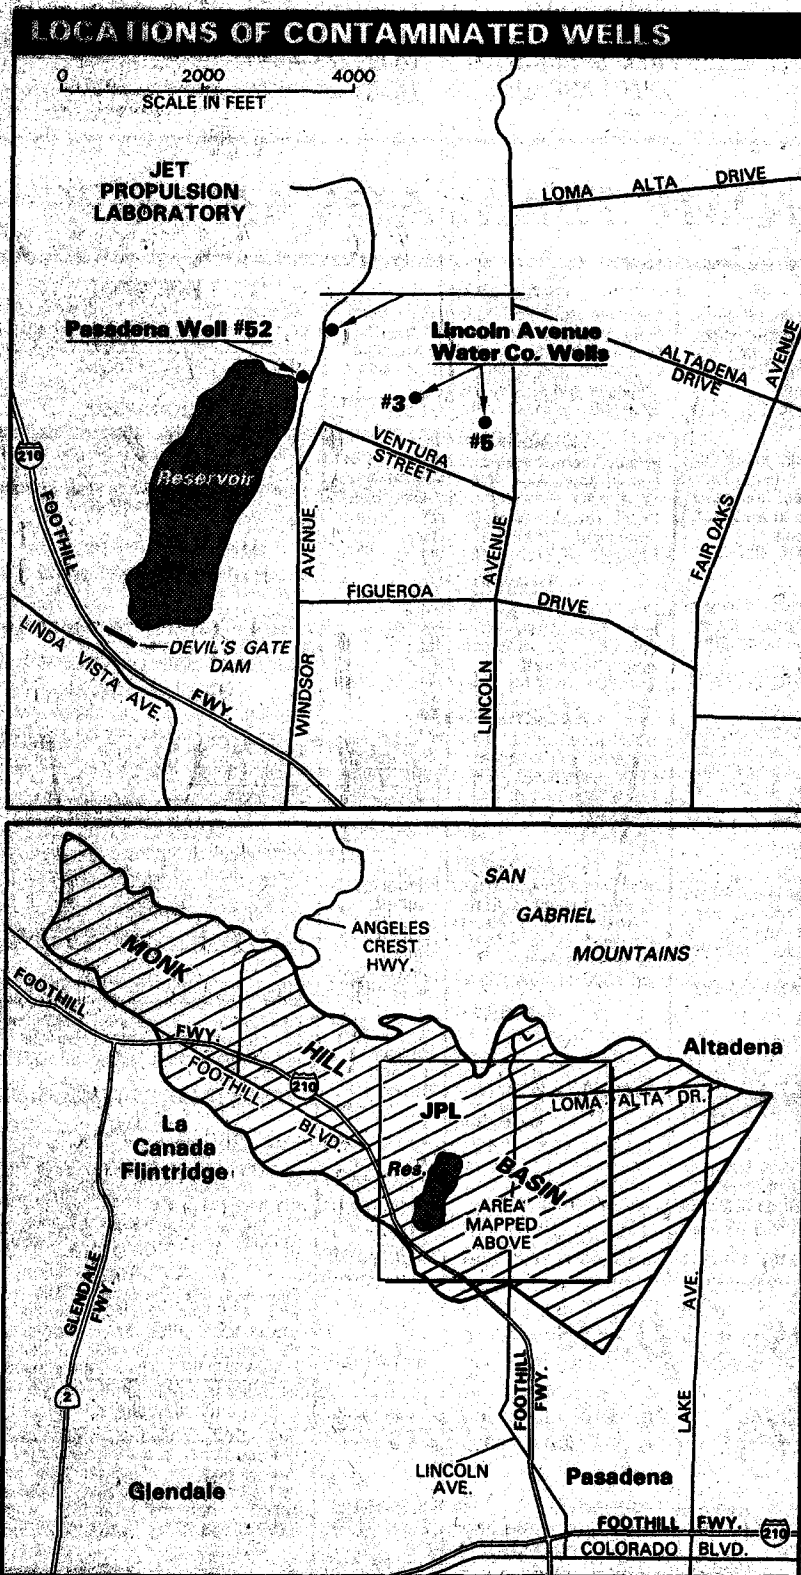 LOCATIONS OF CONTAMINATED WELLS
0 2000 4000
SCALE IN FEET
JET
PROPULSION
LABORATORY
LOMA ALTA DRIVE
Pasadena Well #52
Lincoln Avenue
Water Co. Wells
ALTADENA
DRIVE
AVENUE
#3
#5
VENTURA
STREET
210
Reservoir
FOOTHILL
AVENUE
AVENUE
FAIR OAKS
FIGUEROA
DRIVE
DEVIL'S GATE
DAM
LINDA VISTA AVE.
FWY.
WINDSOR
LINCOLN
SAN
GABRIEL
MOUNTAINS
ANGELES
CREST
HWY.
MONK
FOOTHILL
FWY.
HILL
Altadena
FOOTHILL
210
BLVD.
JPL
LOMA ALTA DR.
La
Canada
Flintridge
Res.
BASIN
AREA
MAPPED
ABOVE
GLENDALE
FWY.
AVE.
LAKE
FOOTHILL
FWY.
2
LINCOLN
AVE.
Pasadena
Glendale
FOOTHILL FWY.
210
COLORADO BLVD.